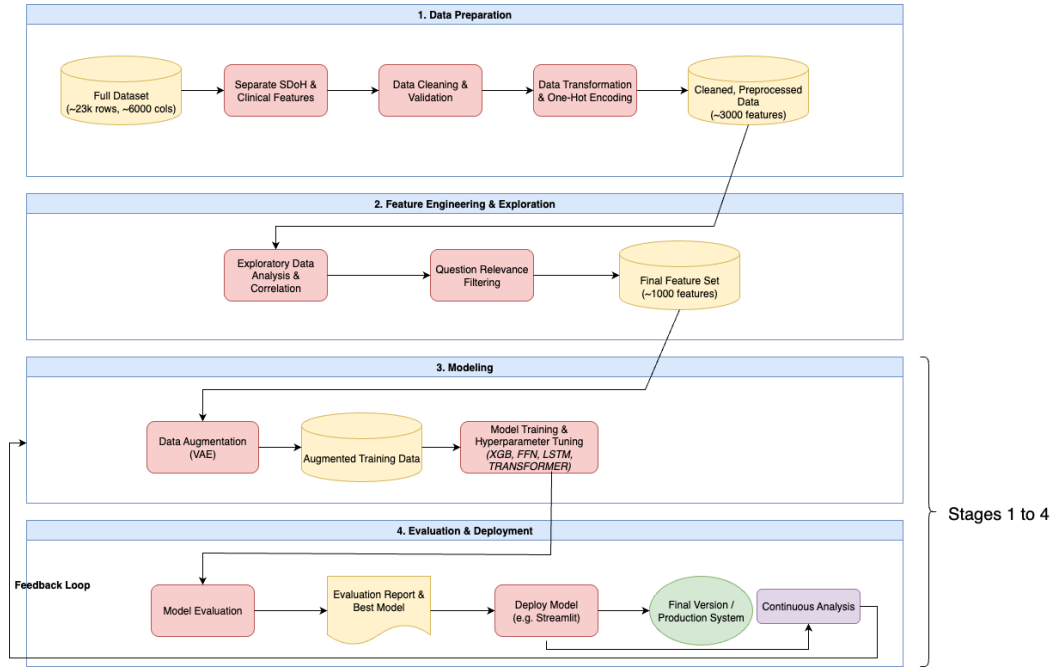 1. Data Preparation
Full Dataset
(~23k rows, ~6000 cols)
Separate SDoH &
Clinical Features
Data Cleaning &
Validation
Data Transformation
& One-Hot Encoding
Cleaned, Preprocessed
Data
(~3000 features)
2. Feature Engineering & Exploration
Exploratory Data
Analysis &
Correlation
Question Relevance
Filtering
Final Feature Set
(~1000 features)
3. Modeling
Data Augmentation
(VAE)
Augmented Training Data
Model Training &
Hyperparameter Tuning
(XGB, FFN, LSTM,
TRANSFORMER)
Stages 1 to 4
4. Evaluation & Deployment
Feedback Loop
Model Evaluation
Evaluation Report &
Best Model
Deploy Model
(e.g. Streamlit)
Final Version /
Production System
Continuous Analysis